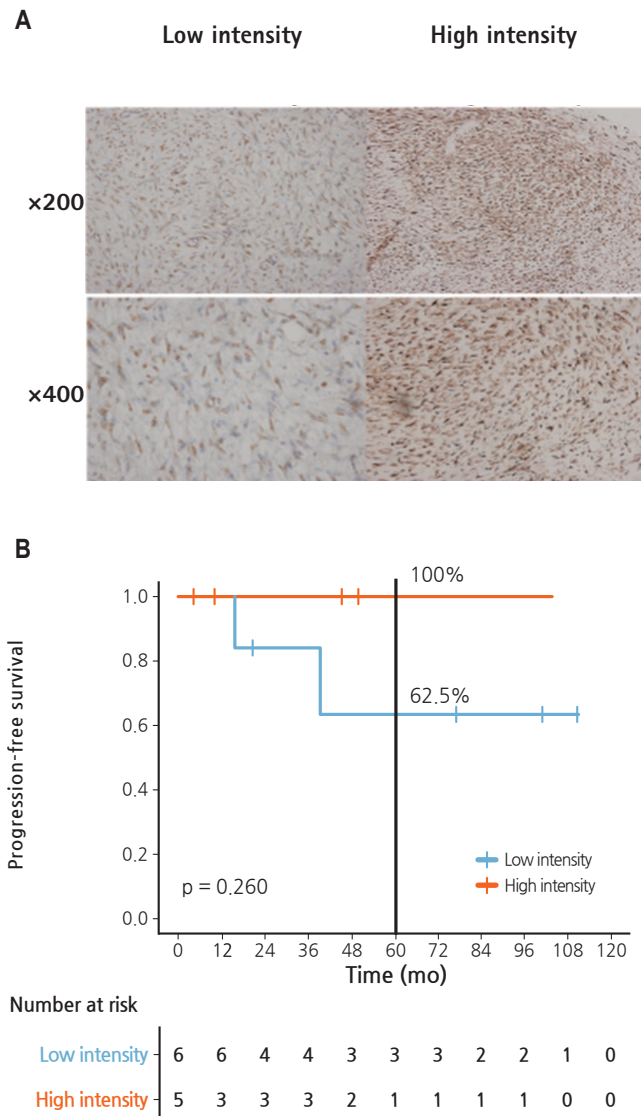 A
Low intensity High intensity
×200
×400
B
Progression-free survival
1.0
0.8
0.6
0.4
0.2
0.0
100%
62.5%
p = 0.260
Low intensity
High intensity
0 12 24 36 48 60 72 84 96 108 120
Time (mo)
Number at risk
Low intensity 6 6 4 4 3 3 3 2 2 1 0
High intensity 5 3 3 3 2 1 1 1 1 0 0